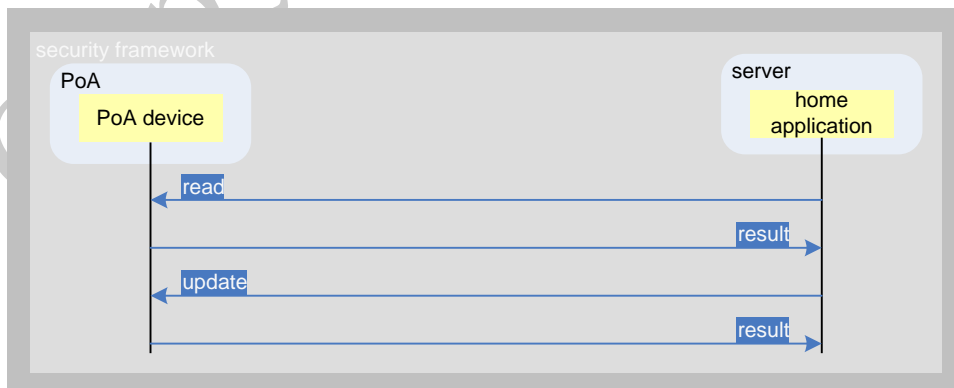 security framework
PoA
PoA device
server
home
application
read
result
update
result